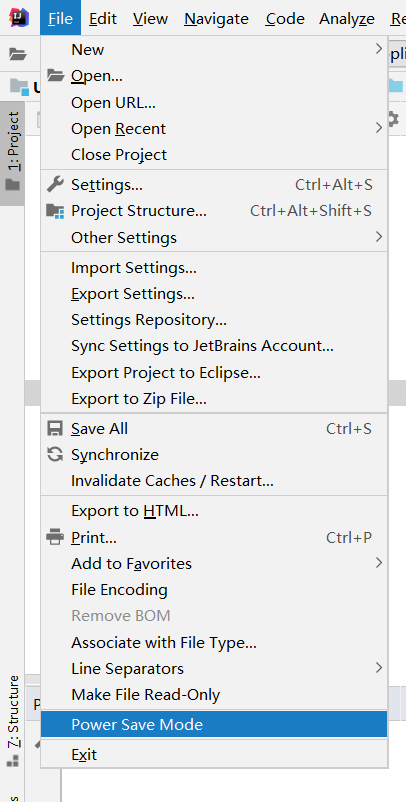 File Edit View Navigate Code Analyze Re
New
Open...
Open URL...
Open Recent
Close Project
Settings... Ctrl+Alt+S
Project Structure... Ctrl+Alt+Shift+S
Other Settings
Import Settings...
Export Settings...
Settings Repository...
Sync Settings to JetBrains Account...
Export Project to Eclipse...
Export to Zip File...
Save All Ctrl+S
Synchronize
Invalidate Caches / Restart...
Export to HTML...
Print... Ctrl+P
Add to Favorites
File Encoding
Remove BOM
Associate with File Type...
Line Separators
Make File Read-Only
Power Save Mode
Exit
1: Project
7: Structure
pli